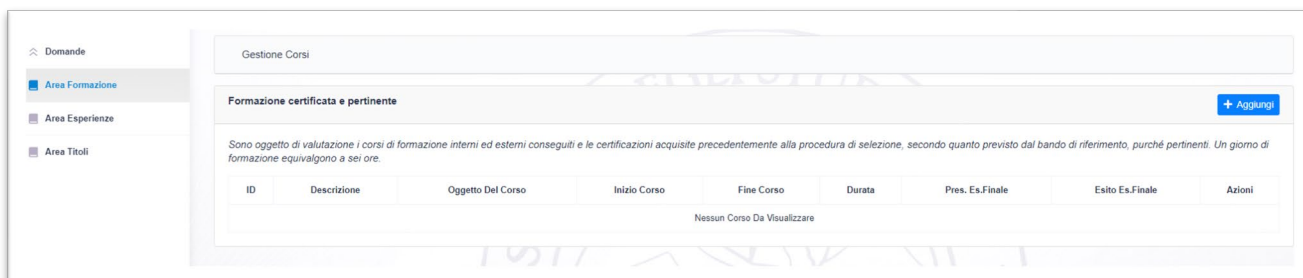 Domande
Gestione Corsi
Area Formazione
Formazione certificata e pertinente
+ Aggiungi
Area Esperienze
Area Titoli
Sono oggetto di valutazione i corsi di formazione interni ed esterni conseguiti e le certificazioni acquisite precedentemente alla procedura di selezione, secondo quanto previsto dal bando di riferimento, purché pertinenti. Un giorno di
formazione equivalgono a sei ore.
ID Descrizione Oggetto Del Corso Inizio Corso Fine Corso Durata Pres. Es.Finale Esito Es.Finale Azioni
Nessun Corso Da Visualizzare